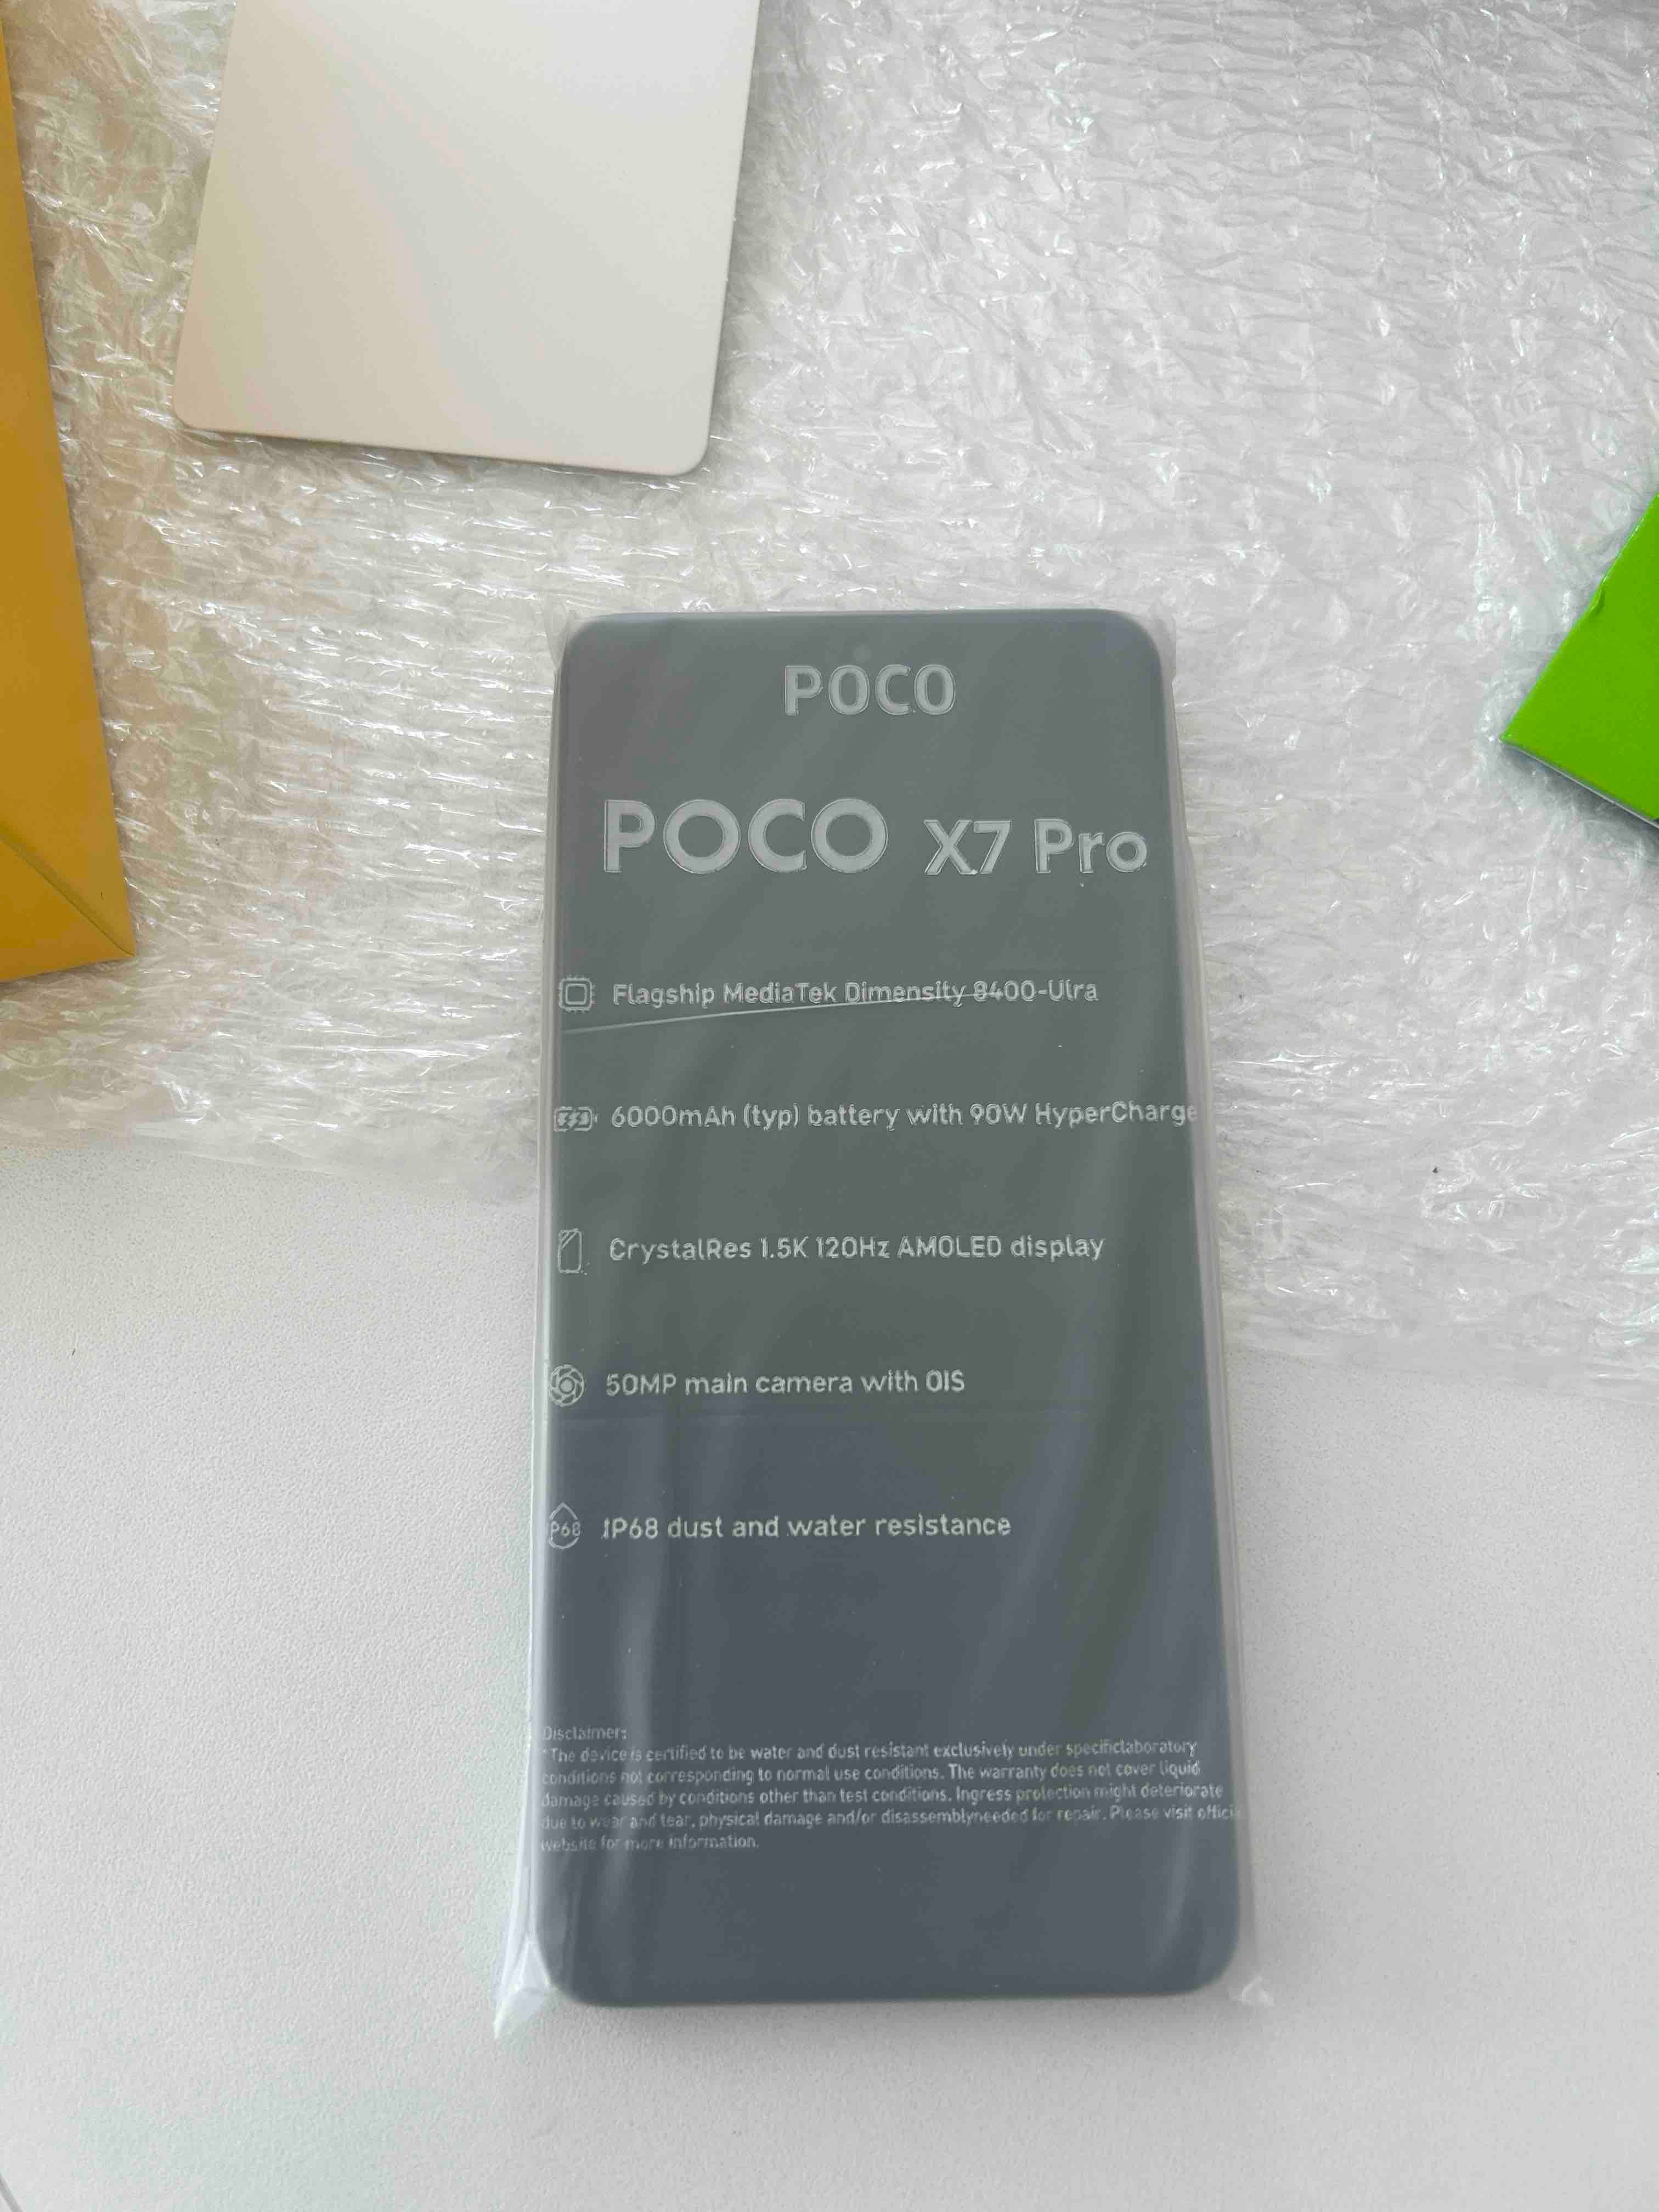 POCO
POCO X7 Pro
Flagship MediaTek Dimensity 8400-Ulra
6000mAh (typ) battery with 90W HyperCharge
CrystalRes 1.5K 120Hz AMOLED display
50MP main camera with OIS
IP68 IP68 dust and water resistance
Disclaimer:
*The device is certified to be water and dust resistant exclusively under specificlaboratory
conditions not corresponding to normal use conditions. The warranty does not cover liquid
damage caused by conditions other than test conditions. Ingress protection might deteriorate
due to wear and tear, physical damage and/or disassemblyneeded for repair. Please visit offici
website for more information.